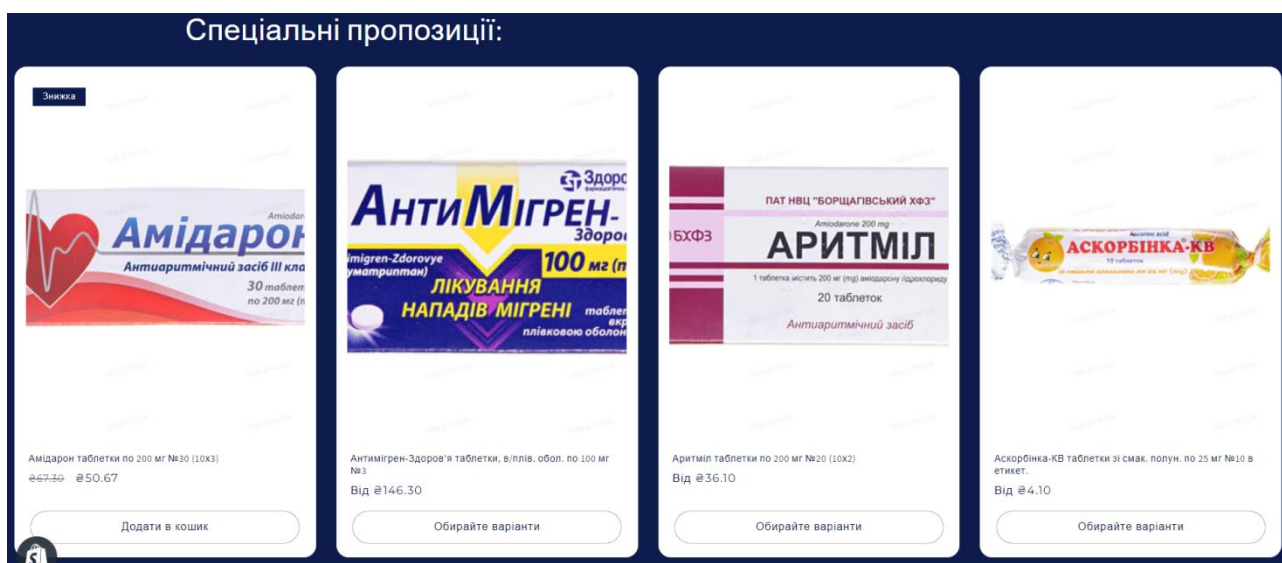 Спеціальні пропозиції:
Знижка
Amiodar
Амідарон
Антиаритмічний засіб III кла
30 таблет
по 200 мг (m
Амідарон таблетки по 200 мг №30 (10х3)
₴67.30 ₴50.67
Додати в кошик
Здоро
АнтиМігрен-
Здоро
imigren-Zdorovye
уматриптан)
100 мг (m
ЛІКУВАННЯ
НАПАДІВ МІГРЕНІ
таблет
вкр
плівковою оболон
Антимігрен-Здоров'я таблетки, в/плів. обол. по 100 мг
№3
Від ₴146.30
Обирайте варіанти
ПАТ НВЦ "БОРЩАГІВСЬКИЙ ХФЗ"
Amiodarone 200 mg
БХФЗ
АРИТМІЛ
1 таблетка містить 200 мг (mg) аміодарону гідрохлориду
20 таблеток
Антиаритмічний засіб
Аритміл таблетки по 200 мг №20 (10х2)
Від ₴36.10
Обирайте варіанти
Ascorbic acid
АСКОРБІНКА-КВ
10 таблеток
Аскорбінка-КВ таблетки зі смак. полун. по 25 мг №10 в
етикет.
Від ₴4.10
Обирайте варіанти